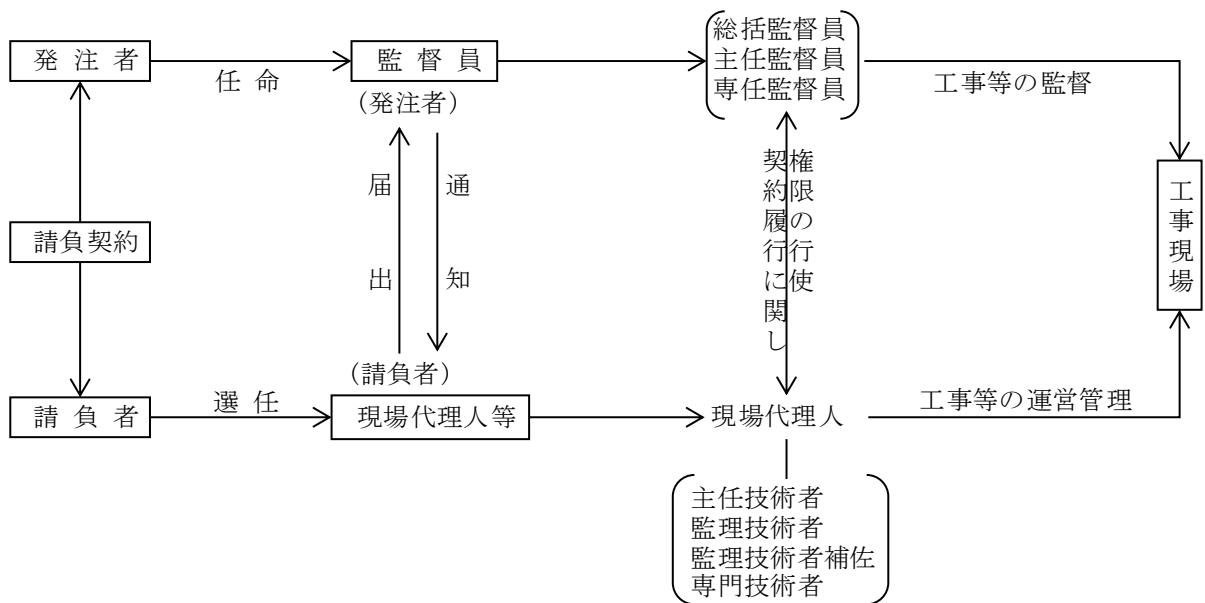 発注者
任命
監督員
(発注者)
総括監督員
主任監督員
専任監督員
工事等の監督
届出
通知
契約履行に関し
権限の行使
工事現場
請負契約
(請負者)
請負者
選任
現場代理人等
現場代理人
工事等の運営管理
主任技術者
監理技術者
監理技術者補佐
専門技術者